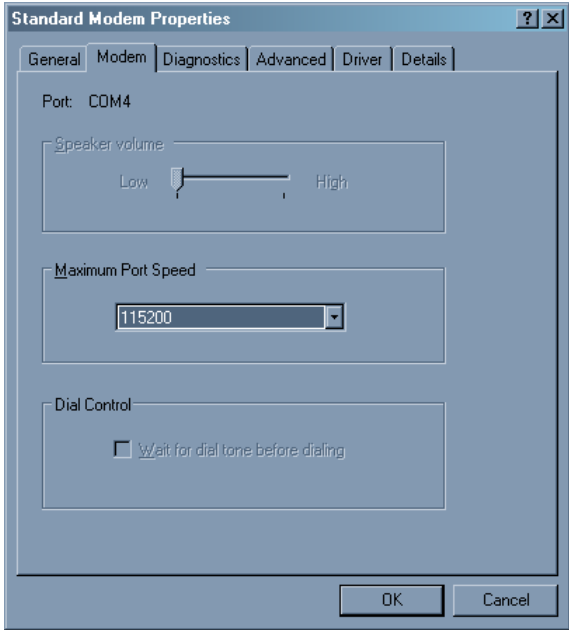 Standard Modem Properties
General Modem Diagnostics Advanced Driver Details
Port: COM4
Speaker volume
Low High
Maximum Port Speed
115200
Dial Control
Wait for dial tone before dialing
OK Cancel